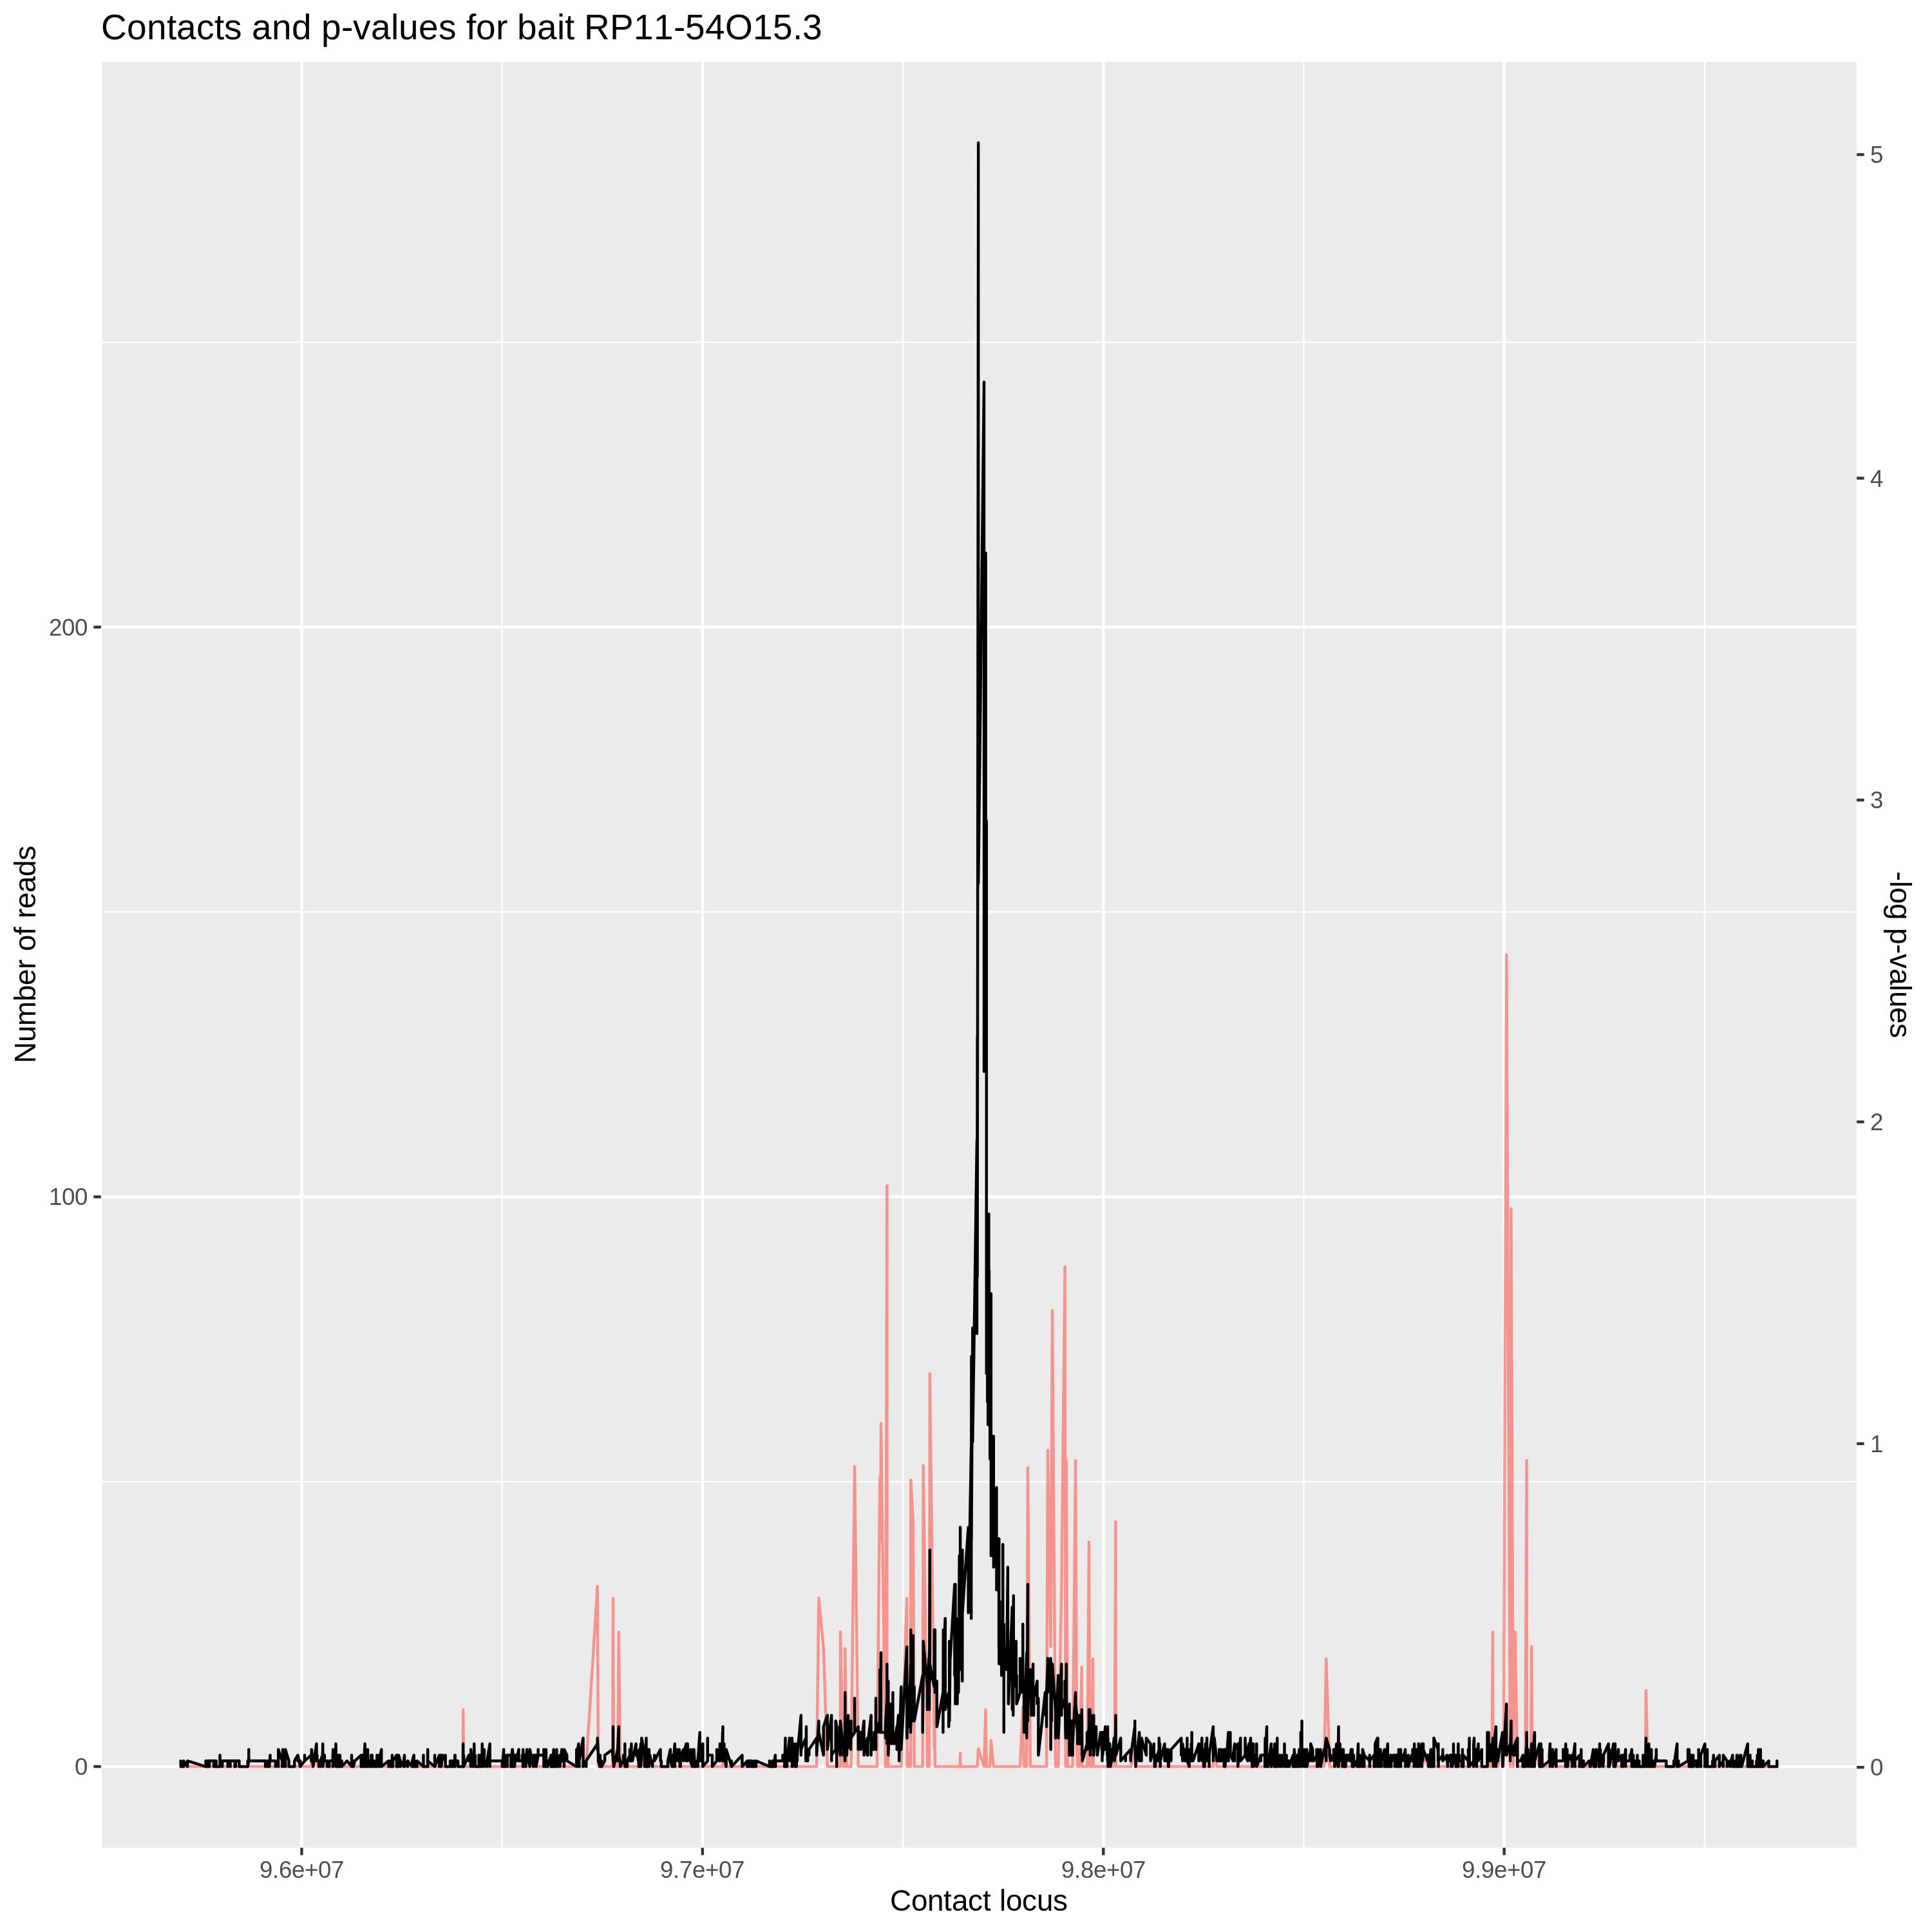 Contacts and p-values for bait RP11-54O15.3
Number of reads
200
100
0
5
4
3
2
1
0
-log p-values
9.6e+07
9.7e+07
9.8e+07
9.9e+07
Contact locus